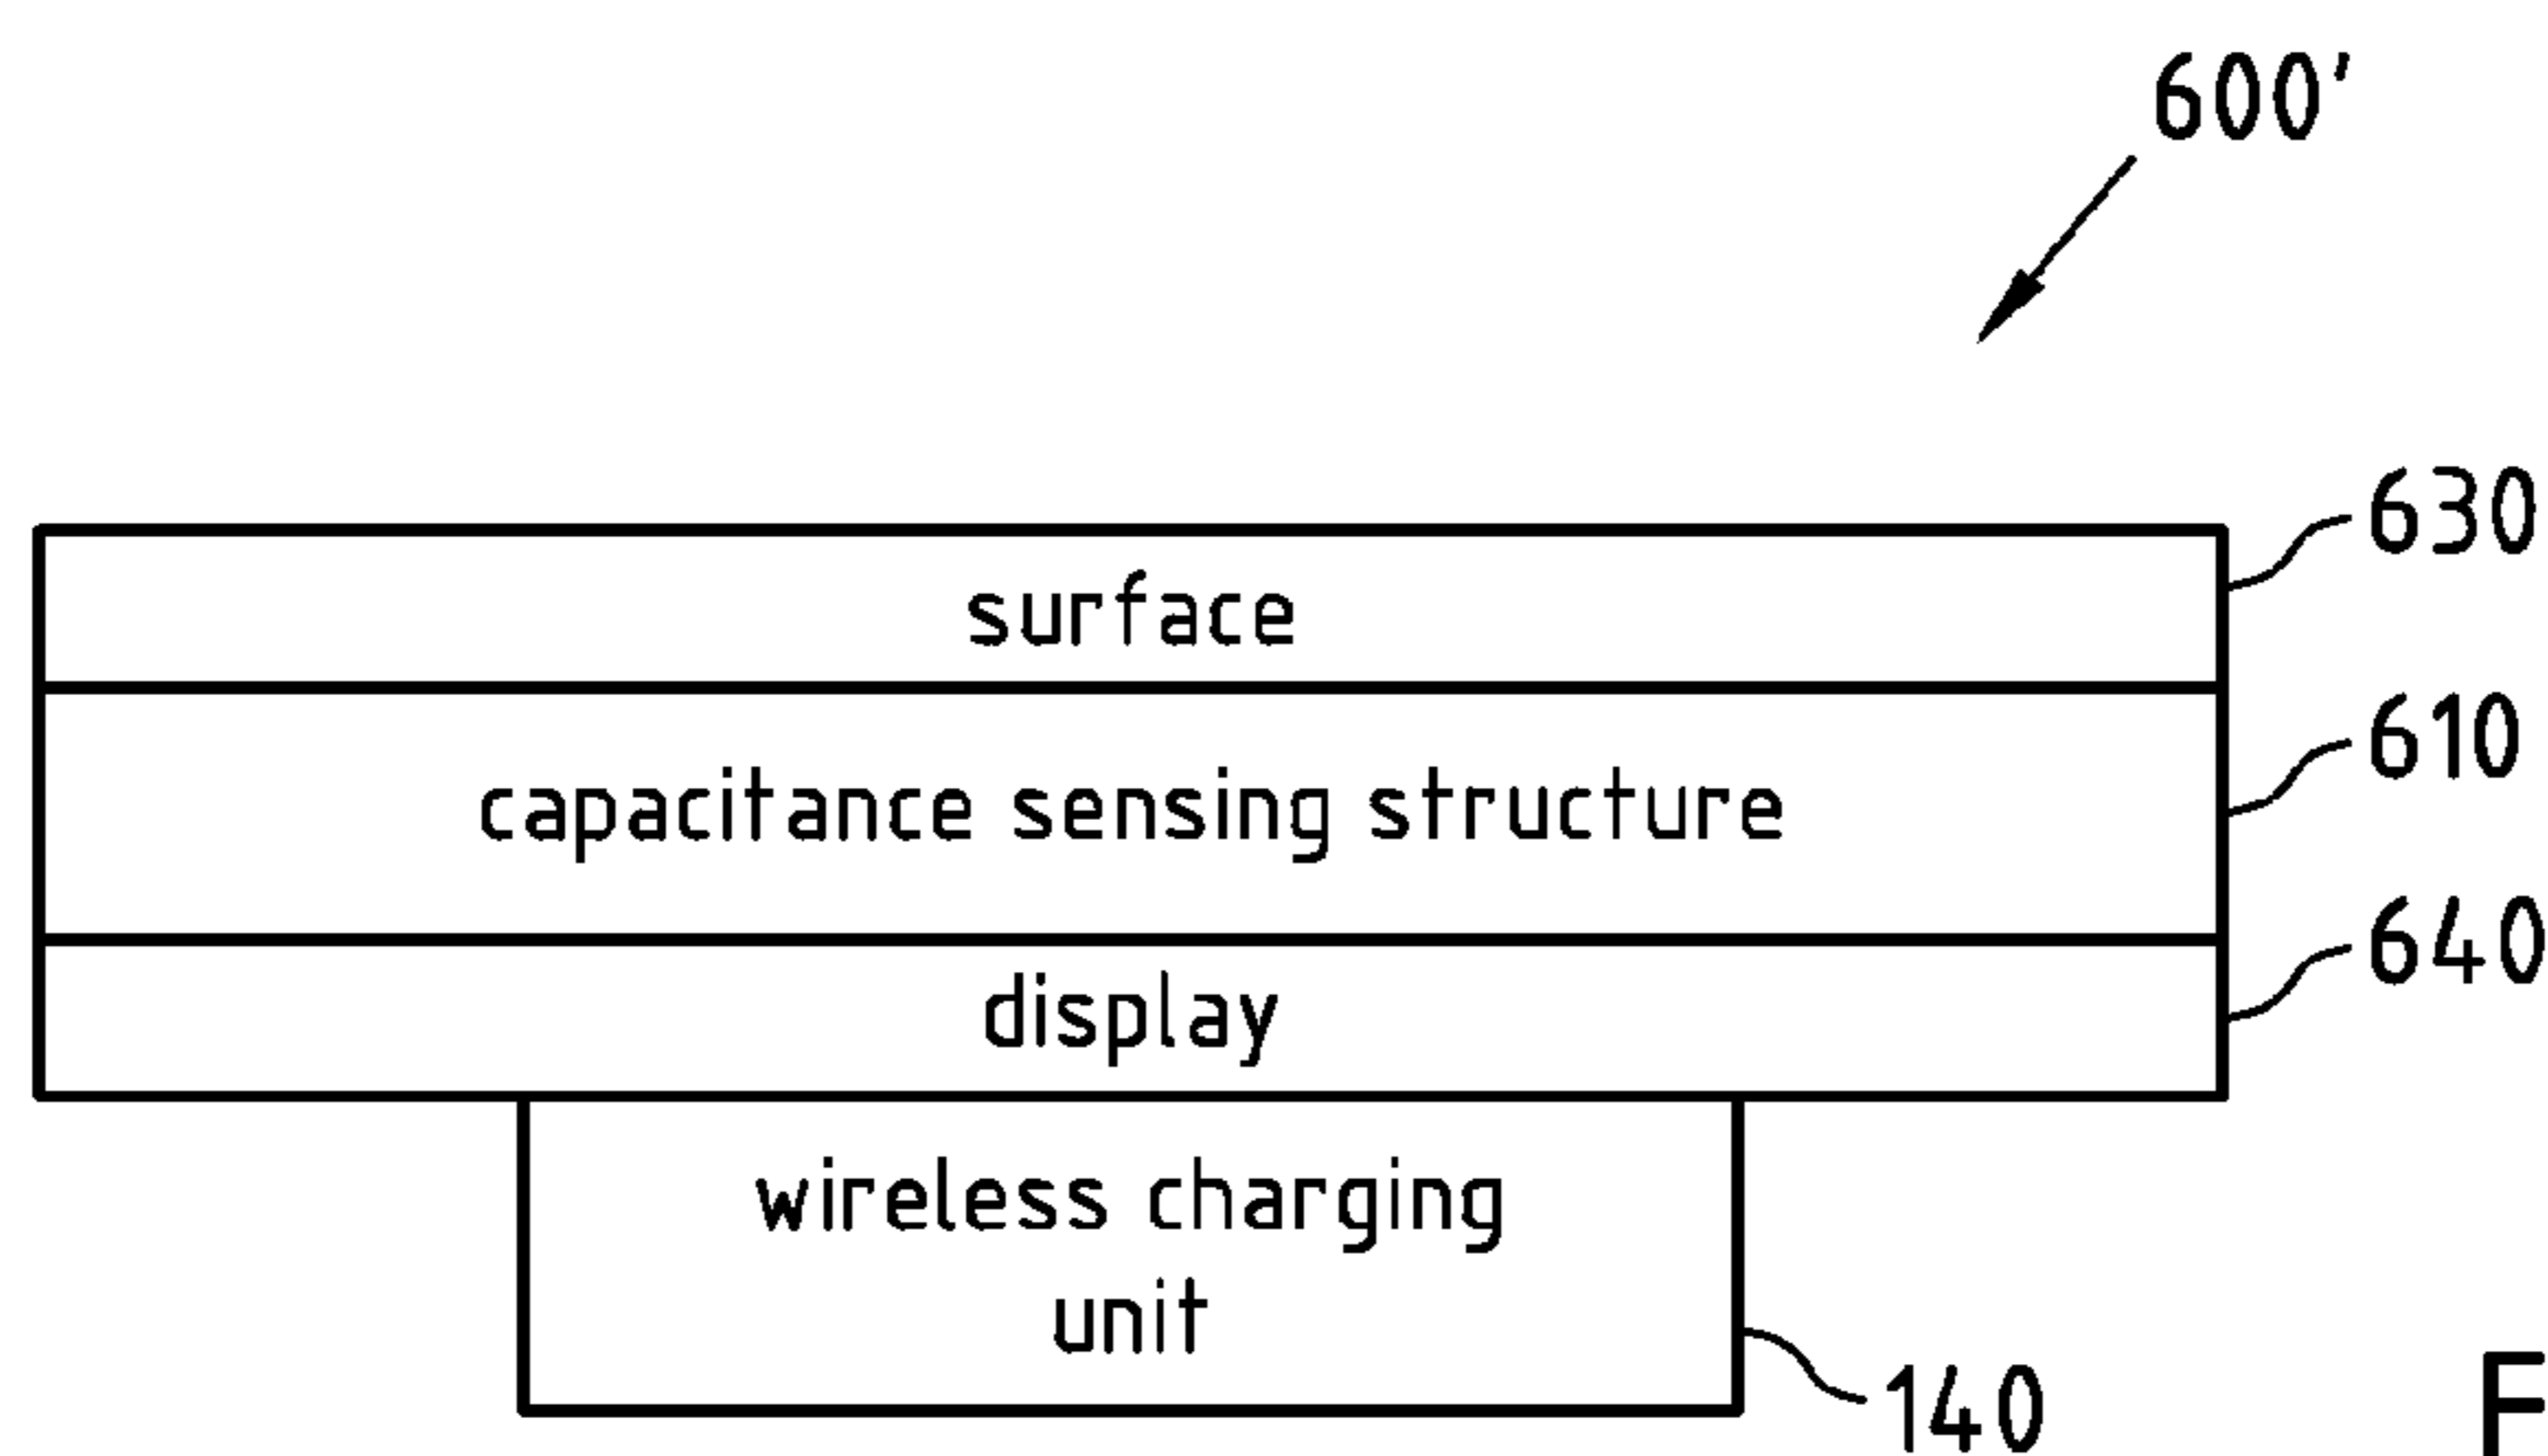 600'
630
surface
610
capacitance sensing structure
640
display
wireless charging
unit
140
F